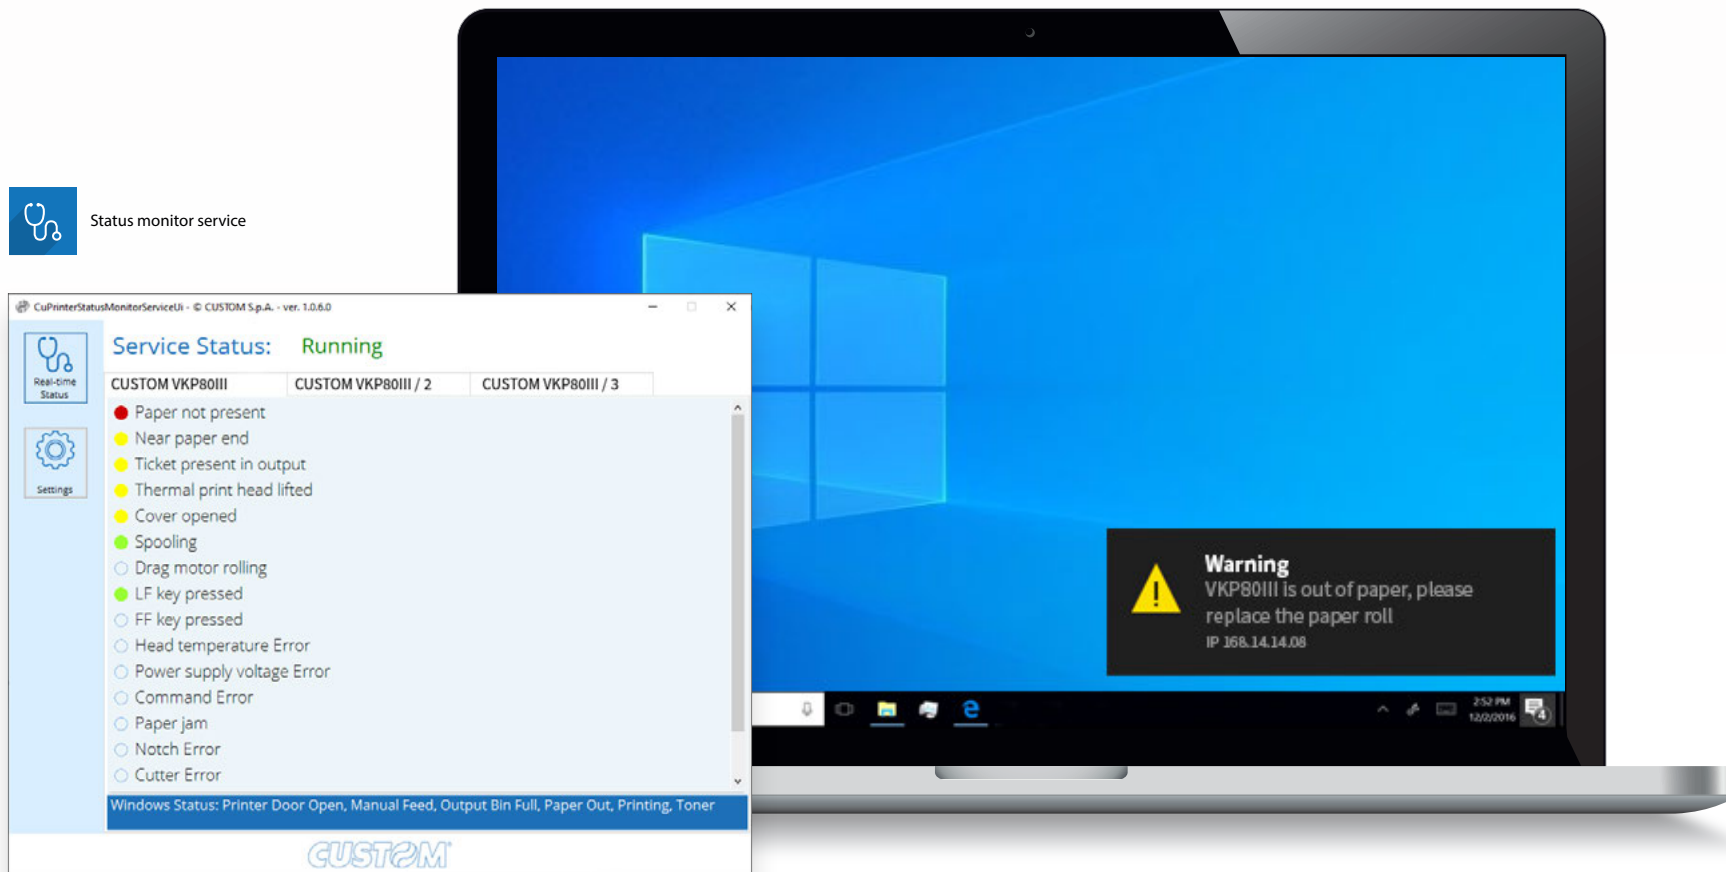 Status monitor service
CuPrinterStatusMonitorServiceUi - © CUSTOM S.p.A. - ver. 1.0.6.0
Real-time
Status
Settings
Service Status: Running
CUSTOM VKP80III
CUSTOM VKP80III / 2
CUSTOM VKP80III / 3
Paper not present
Near paper end
Ticket present in output
Thermal print head lifted
Cover opened
Spooling
Drag motor rolling
LF key pressed
FF key pressed
Head temperature Error
Power supply voltage Error
Command Error
Paper jam
Notch Error
Cutter Error
Windows Status: Printer Door Open, Manual Feed, Output Bin Full, Paper Out, Printing, Toner
CUSTOM
Warning
VKP80III is out of paper, please
replace the paper roll
IP 168.14.14.08
2:52 PM
12/2/2016
4